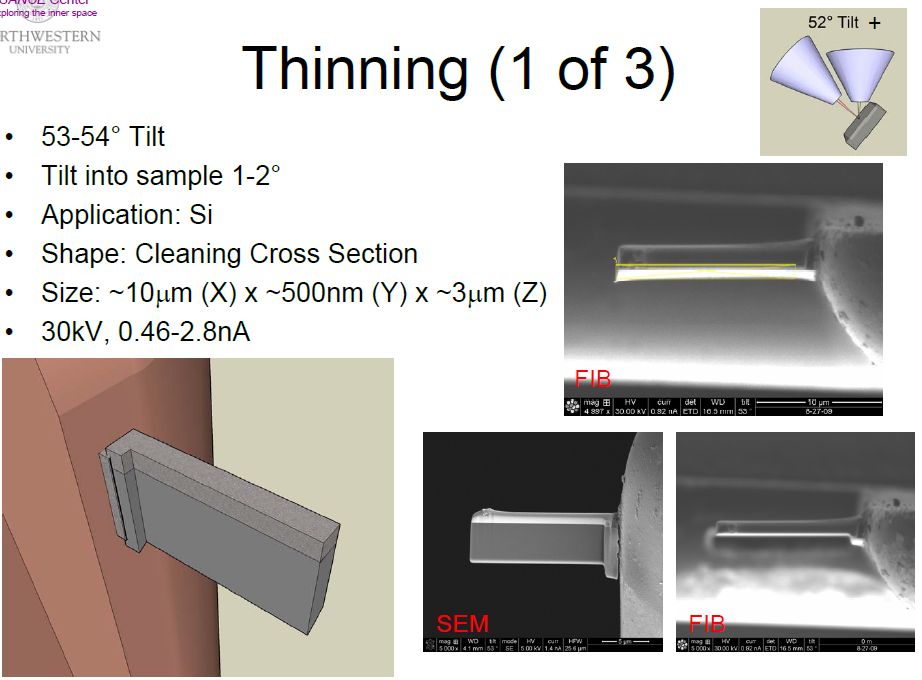 Center
xploring the inner space
RTHWESTERN
UNIVERSITY
Thinning (1 of 3)
52° Tilt +
• 53-54° Tilt
• Tilt into sample 1-2°
• Application: Si
• Shape: Cleaning Cross Section
• Size: ~10μm (X) x ~500nm (Y) x ~3μm (Z)
• 30kV, 0.46-2.8nA
FIB
mag HV curr det WD tilt 10 µm
4 997 x 30.00 kV 0.92 nA ETD 16.5 mm 53 ° 8-27-09
SEM
mag WD tilt mode HV curr HFW 5 µm
5 000 x 4.1 mm 53 ° SE 5.00 kV 1.4 nA 25.6 µm
FIB
mag HV curr det WD tilt
5 000 x 30.00 kV 0.92 nA ETD 16.5 mm 53 ° 8-27-09